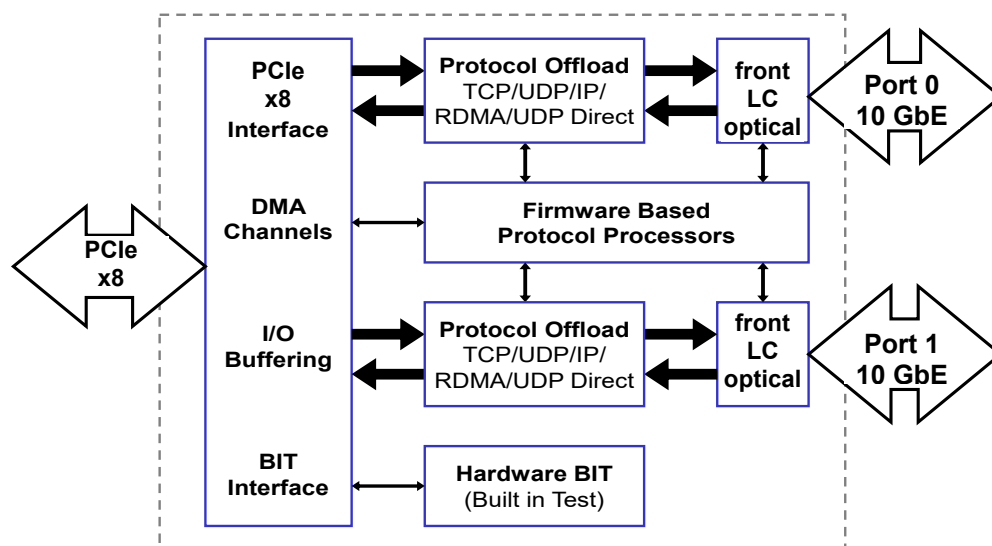 PCIe
x8
PCIe
x8
Interface
DMA
Channels
I/O
Buffering
BIT
Interface
Protocol Offload
TCP/UDP/IP/
RDMA/UDP Direct
front
LC
optical
Port 0
10 GbE
Firmware Based
Protocol Processors
Protocol Offload
TCP/UDP/IP/
RDMA/UDP Direct
front
LC
optical
Port 1
10 GbE
Hardware BIT
(Built in Test)